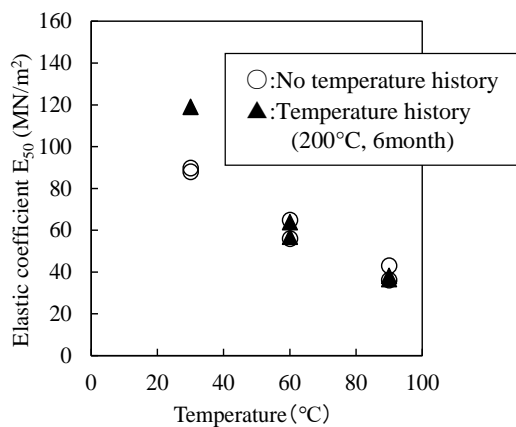 160
140
120
100
80
60
40
20
0
Elastic coefficient E₅₀ (MN/m²)
○:No temperature history
▲:Temperature history
(200°C, 6month)
0 20 40 60 80 100
Temperature(℃)